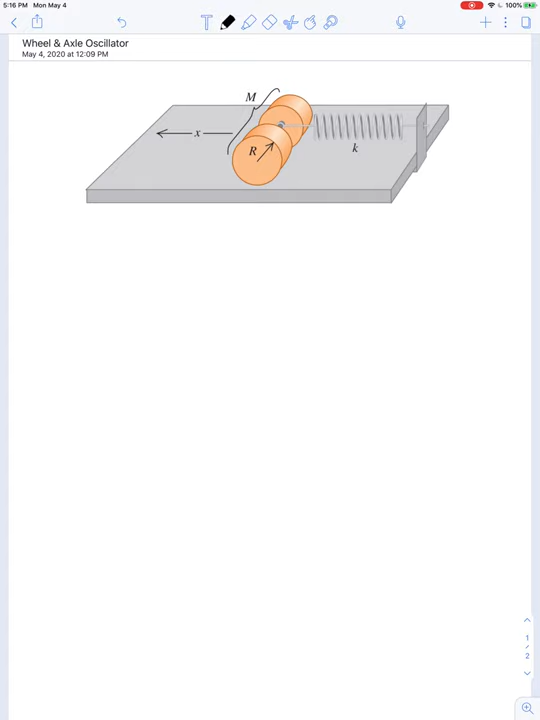 5:16 PM Mon May 4
100%
Wheel & Axle Oscillator
May 4, 2020 at 12:09 PM
M
x
R
k
1
/
2